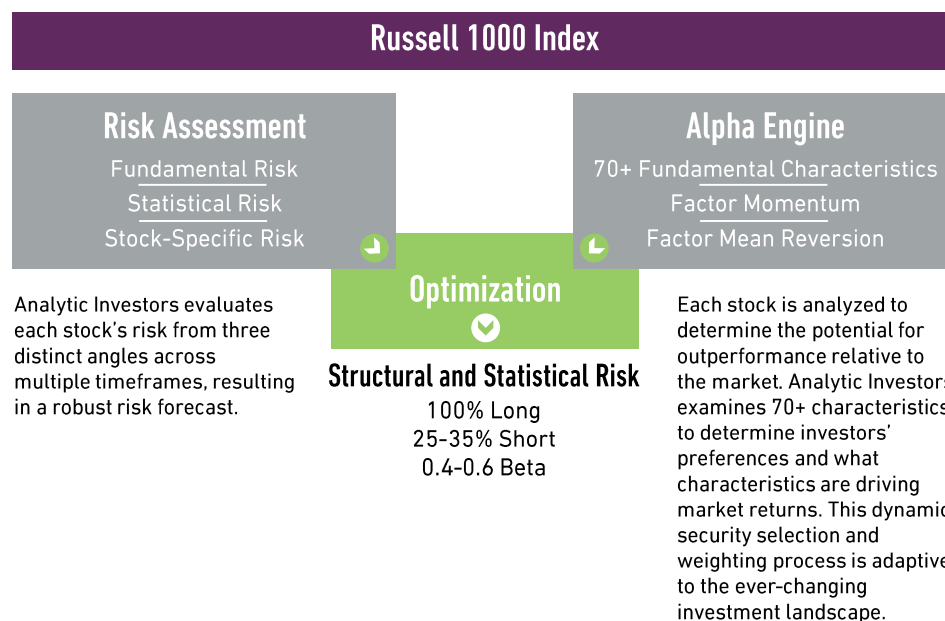 Russell 1000 Index
Risk Assessment
Fundamental Risk
Statistical Risk
Stock-Specific Risk
Alpha Engine
70+ Fundamental Characteristics
Factor Momentum
Factor Mean Reversion
Optimization
Analytic Investors evaluates
each stock's risk from three
distinct angles across
multiple timeframes, resulting
in a robust risk forecast.
Structural and Statistical Risk
100% Long
25-35% Short
0.4-0.6 Beta
Each stock is analyzed to
determine the potential for
outperformance relative to
the market. Analytic Investors
examines 70+ characteristics
to determine investors'
preferences and what
characteristics are driving
market returns. This dynamic
security selection and
weighting process is adaptive
to the ever-changing
investment landscape.